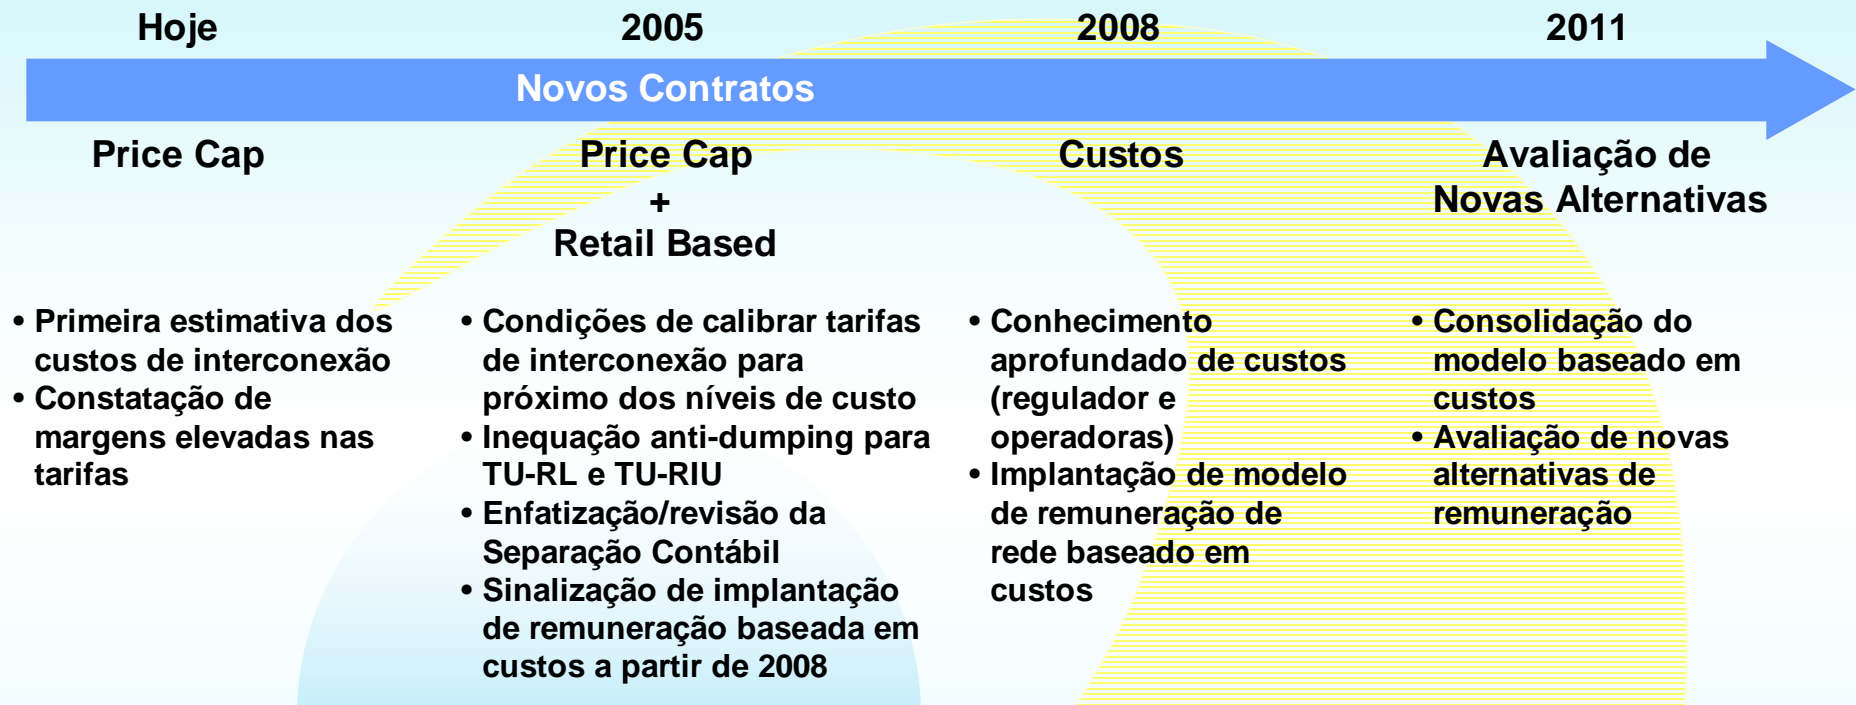 Hoje
2005
2008
2011
Novos Contratos
Price Cap
Price Cap
+
Retail Based
Custos
Avaliação de
Novas Alternativas
• Primeira estimativa dos
custos de interconexão
• Constatação de
margens elevadas nas
tarifas
• Condições de calibrar tarifas
de interconexão para
próximo dos níveis de custo
• Inequação anti-dumping para
TU-RL e TU-RIU
• Enfatização/revisão da
Separação Contábil
• Sinalização de implantação
de remuneração baseada em
custos a partir de 2008
• Conhecimento
aprofundado de custos
(regulador e
operadoras)
• Implantação de modelo
de remuneração de
rede baseado em
custos
• Consolidação do
modelo baseado em
custos
• Avaliação de novas
alternativas de
remuneração